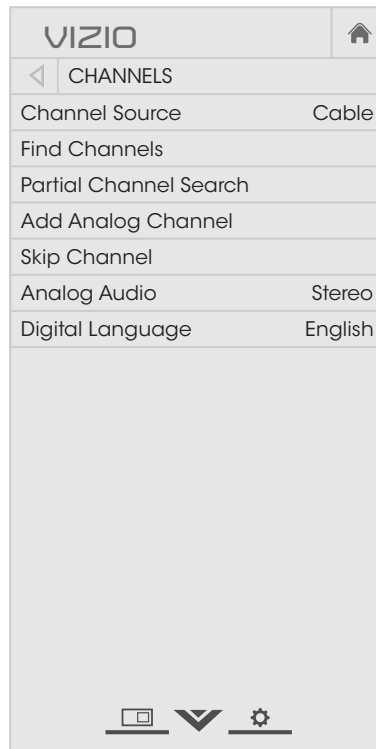 VIZIO
CHANNELS
Channel Source Cable
Find Channels
Partial Channel Search
Add Analog Channel
Skip Channel
Analog Audio Stereo
Digital Language English